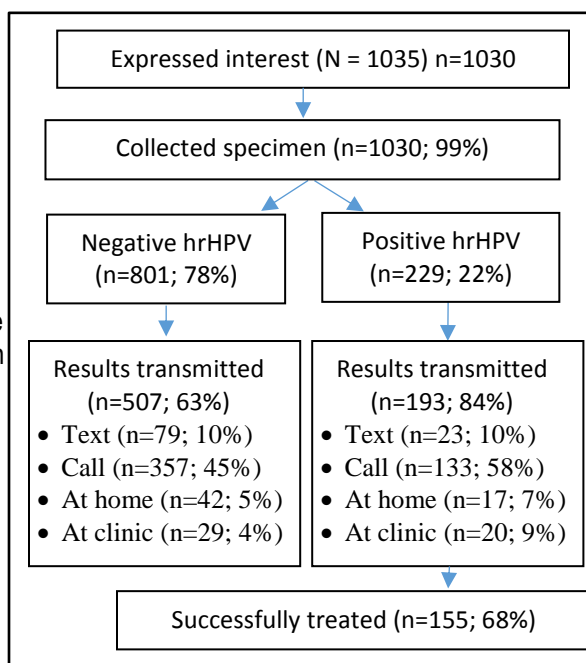 Expressed interest (N = 1035) n=1030
Collected specimen (n=1030; 99%)
Negative hrHPV
(n=801; 78%)
Positive hrHPV
(n=229; 22%)
Results transmitted
(n=507; 63%)
• Text (n=79; 10%)
• Call (n=357; 45%)
• At home (n=42; 5%)
• At clinic (n=29; 4%)
Results transmitted
(n=193; 84%)
• Text (n=23; 10%)
• Call (n=133; 58%)
• At home (n=17; 7%)
• At clinic (n=20; 9%)
Successfully treated (n=155; 68%)